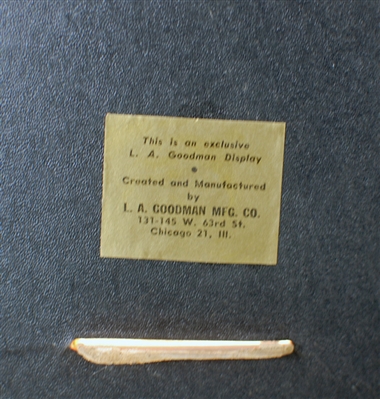 This is an exclusive
L. A. Goodman Display
Created and Manufactured
by
L. A. GOODMAN MFG. CO.
131-145 W. 63rd St.
Chicago 21, Ill.